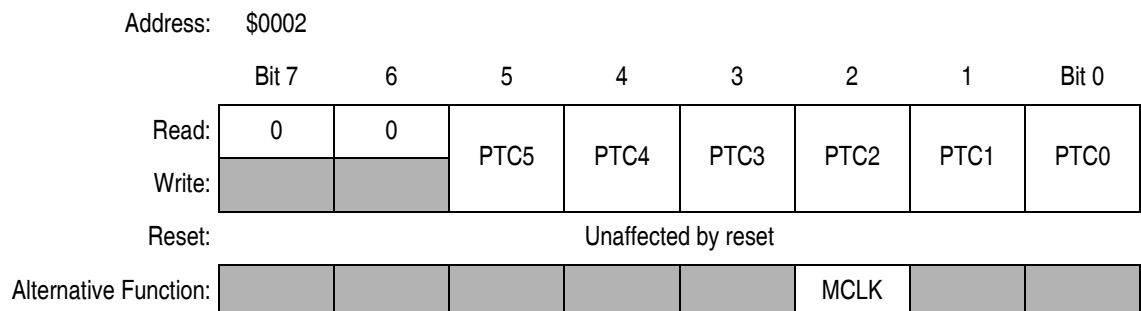 Address: $0002
Bit 7 6 5 4 3 2 1 Bit 0
Read: 0 0 PTC5 PTC4 PTC3 PTC2 PTC1 PTC0
Write:
Reset: Unaffected by reset
Alternative Function: MCLK